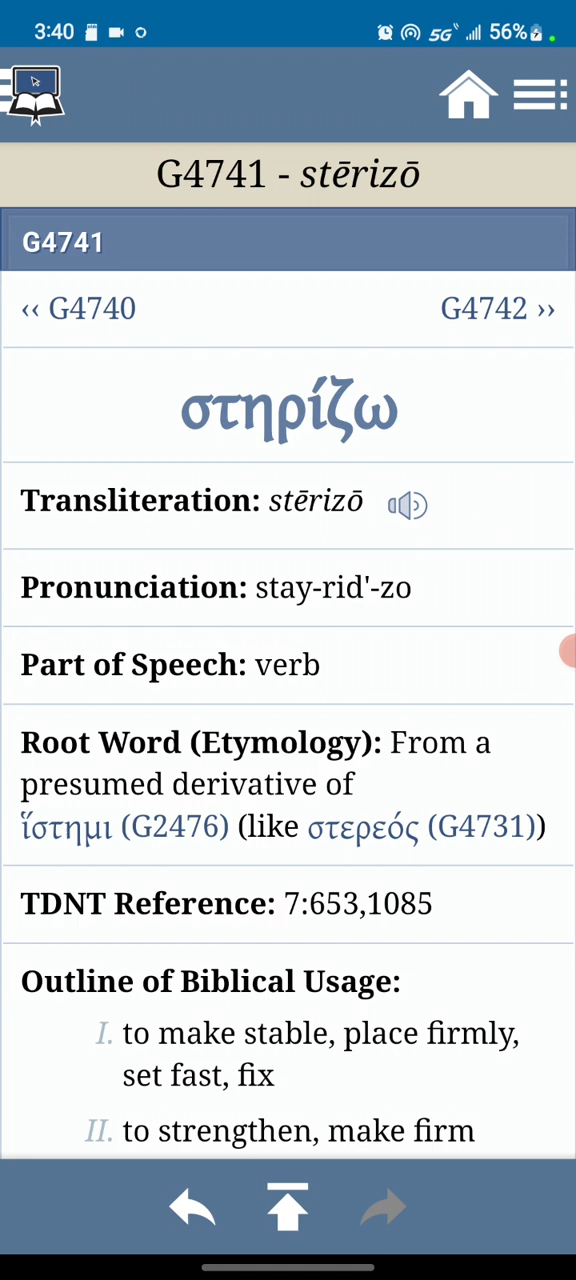 3:40 5G 56%
G4741 - stērizō
G4741
‹‹ G4740 G4742 ››
στηρίζω
Transliteration: stērizō
Pronunciation: stay-rid'-zo
Part of Speech: verb
Root Word (Etymology): From a
presumed derivative of
ἵστημι (G2476) (like στερεός (G4731))
TDNT Reference: 7:653,1085
Outline of Biblical Usage:
I. to make stable, place firmly,
set fast, fix
II. to strengthen, make firm